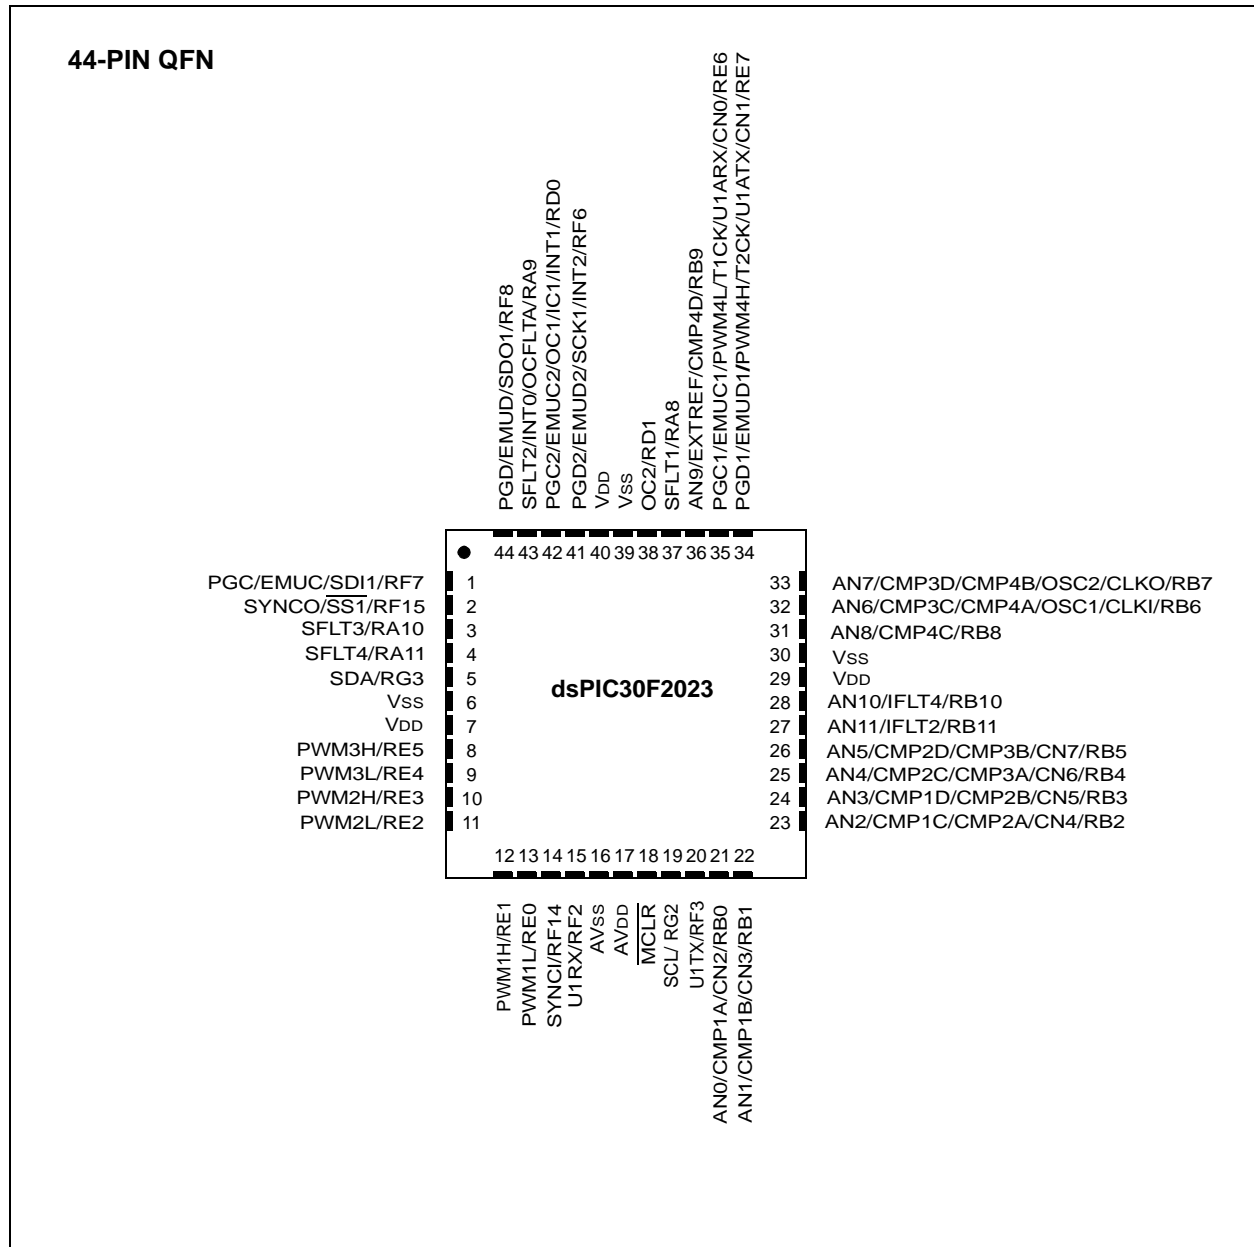 44-PIN QFN
PGD/EMUD/SDO1/RF8
SFLT2/INT0/OCFLTA/RA9
PGC2/EMUC2/OC1/IC1/INT1/RD0
PGD2/EMUD2/SCK1/INT2/RF6
VDD
VSS
OC2/RD1
SFLT1/RA8
AN9/EXTREF/CMP4D/RB9
PGC1/EMUC1/PWM4L/T1CK/U1ARX/CN0/RE6
PGD1/EMUD1/PWM4H/T2CK/U1ATX/CN1/RE7
44 43 42 41 40 39 38 37 36 35 34
PGC/EMUC/SDI1/RF7 1
SYNCO/SS1/RF15 2
SFLT3/RA10 3
SFLT4/RA11 4
SDA/RG3 5
VSS 6
VDD 7
PWM3H/RE5 8
PWM3L/RE4 9
PWM2H/RE3 10
PWM2L/RE2 11
dsPIC30F2023
33 AN7/CMP3D/CMP4B/OSC2/CLKO/RB7
32 AN6/CMP3C/CMP4A/OSC1/CLKI/RB6
31 AN8/CMP4C/RB8
30 VSS
29 VDD
28 AN10/IFLT4/RB10
27 AN11/IFLT2/RB11
26 AN5/CMP2D/CMP3B/CN7/RB5
25 AN4/CMP2C/CMP3A/CN6/RB4
24 AN3/CMP1D/CMP2B/CN5/RB3
23 AN2/CMP1C/CMP2A/CN4/RB2
12 13 14 15 16 17 18 19 20 21 22
PWM1H/RE1
PWM1L/RE0
SYNCI/RF14
U1RX/RF2
AVSS
AVDD
MCLR
SCL/ RG2
U1TX/RF3
AN0/CMP1A/CN2/RB0
AN1/CMP1B/CN3/RB1